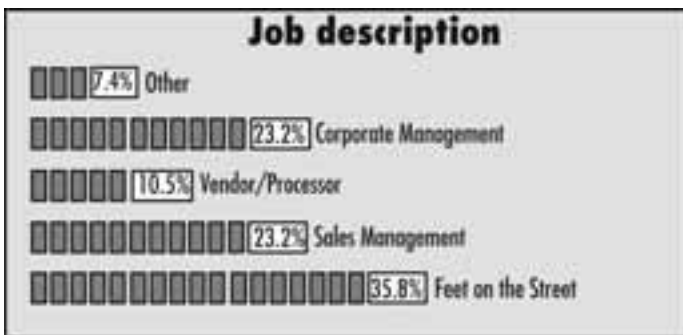 Job description
7.4% Other
23.2% Corporate Management
10.5% Vendor/Processor
23.2% Sales Management
35.8% Feet on the Street